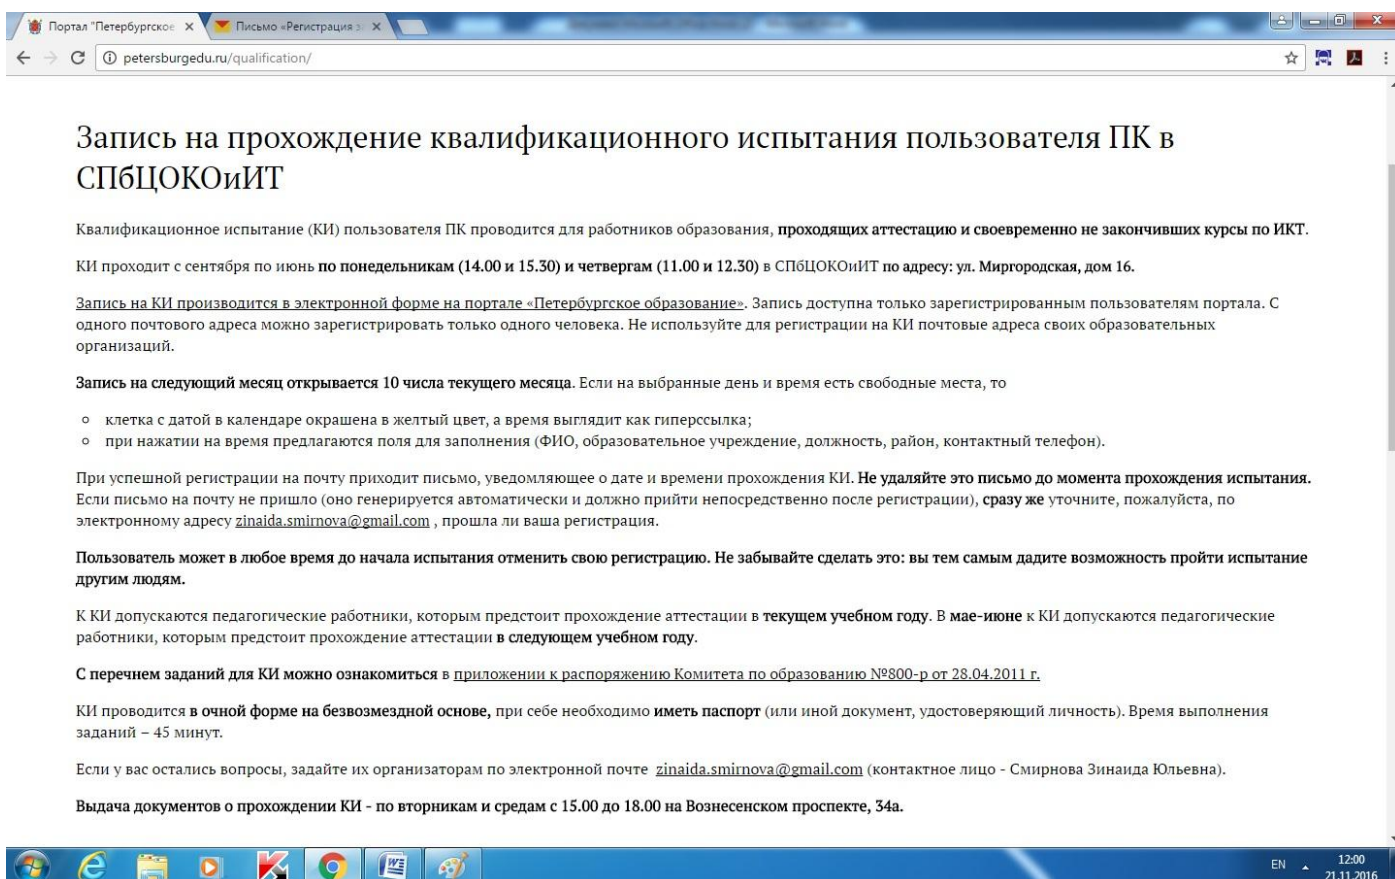 Портал "Петербургское
Письмо «Регистрация з
petersburgedu.ru/qualification/
Запись на прохождение квалификационного испытания пользователя ПК в
СПбЦОКОиИТ
Квалификационное испытание (КИ) пользователя ПК проводится для работников образования, проходящих аттестацию и своевременно не закончивших курсы по ИКТ.
КИ проходит с сентября по июнь по понедельникам (14.00 и 15.30) и четвергам (11.00 и 12.30) в СПбЦОКОиИТ по адресу: ул. Миргородская, дом 16.
Запись на КИ производится в электронной форме на портале «Петербургское образование». Запись доступна только зарегистрированным пользователям портала. С
одного почтового адреса можно зарегистрировать только одного человека. Не используйте для регистрации на КИ почтовые адреса своих образовательных
организаций.
Запись на следующий месяц открывается 10 числа текущего месяца. Если на выбранные день и время есть свободные места, то
клетка с датой в календаре окрашена в желтый цвет, а время выглядит как гиперссылка;
при нажатии на время предлагаются поля для заполнения (ФИО, образовательное учреждение, должность, район, контактный телефон).
При успешной регистрации на почту приходит письмо, уведомляющее о дате и времени прохождения КИ. Не удаляйте это письмо до момента прохождения испытания.
Если письмо на почту не пришло (оно генерируется автоматически и должно прийти непосредственно после регистрации), сразу же уточните, пожалуйста, по
электронному адресу zinaida.smirnova@gmail.com , прошла ли ваша регистрация.
Пользователь может в любое время до начала испытания отменить свою регистрацию. Не забывайте сделать это: вы тем самым дадите возможность пройти испытание
другим людям.
К КИ допускаются педагогические работники, которым предстоит прохождение аттестации в текущем учебном году. В мае-июне к КИ допускаются педагогические
работники, которым предстоит прохождение аттестации в следующем учебном году.
С перечнем заданий для КИ можно ознакомиться в приложении к распоряжению Комитета по образованию №800-р от 28.04.2011 г.
КИ проводится в очной форме на безвозмездной основе, при себе необходимо иметь паспорт (или иной документ, удостоверяющий личность). Время выполнения
заданий – 45 минут.
Если у вас остались вопросы, задайте их организаторам по электронной почте zinaida.smirnova@gmail.com (контактное лицо - Смирнова Зинаида Юльевна).
Выдача документов о прохождении КИ - по вторникам и средам с 15.00 до 18.00 на Вознесенском проспекте, 34а.
EN
12:00
21.11.2016